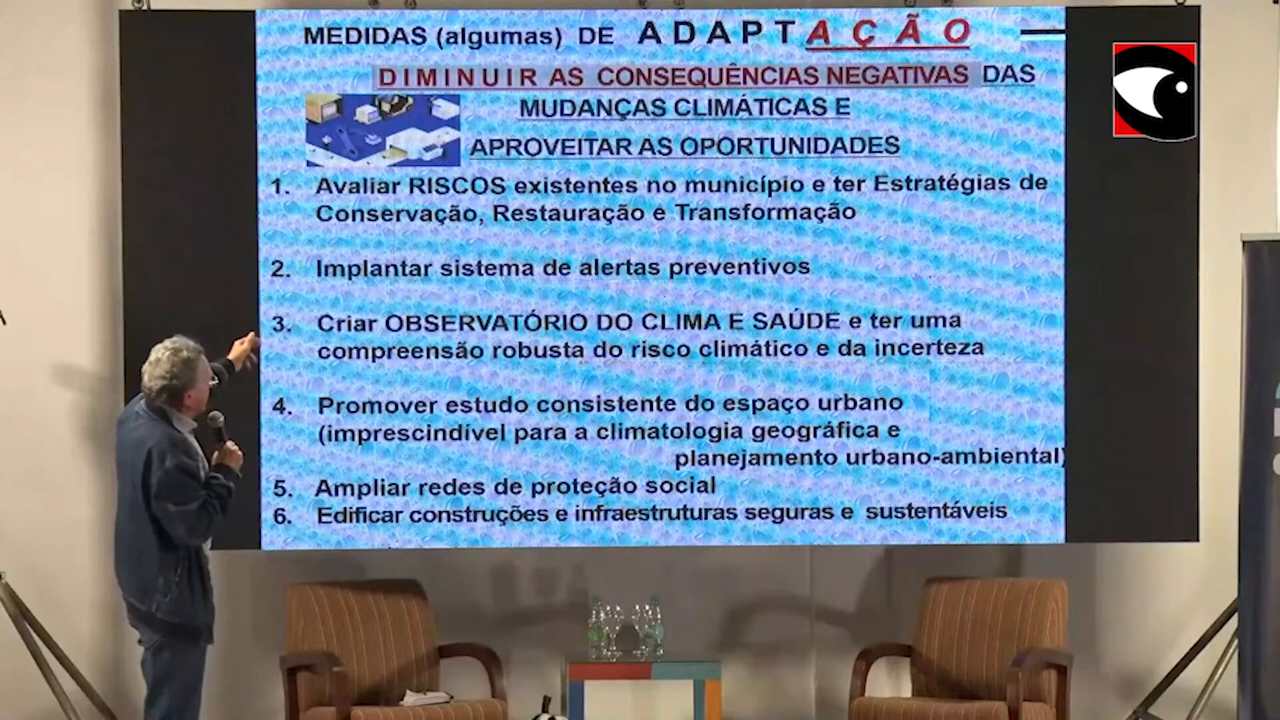 MEDIDAS (algumas) DE ADAPTAÇÃO
DIMINUIR AS CONSEQUÊNCIAS NEGATIVAS DAS
MUDANÇAS CLIMÁTICAS E
APROVEITAR AS OPORTUNIDADES
1. Avaliar RISCOS existentes no município e ter Estratégias de
Conservação, Restauração e Transformação
2. Implantar sistema de alertas preventivos
3. Criar OBSERVATÓRIO DO CLIMA E SAÚDE e ter uma
compreensão robusta do risco climático e da incerteza
4. Promover estudo consistente do espaço urbano
(imprescindível para a climatologia geográfica e
planejamento urbano-ambiental)
5. Ampliar redes de proteção social
6. Edificar construções e infraestruturas seguras e sustentáveis